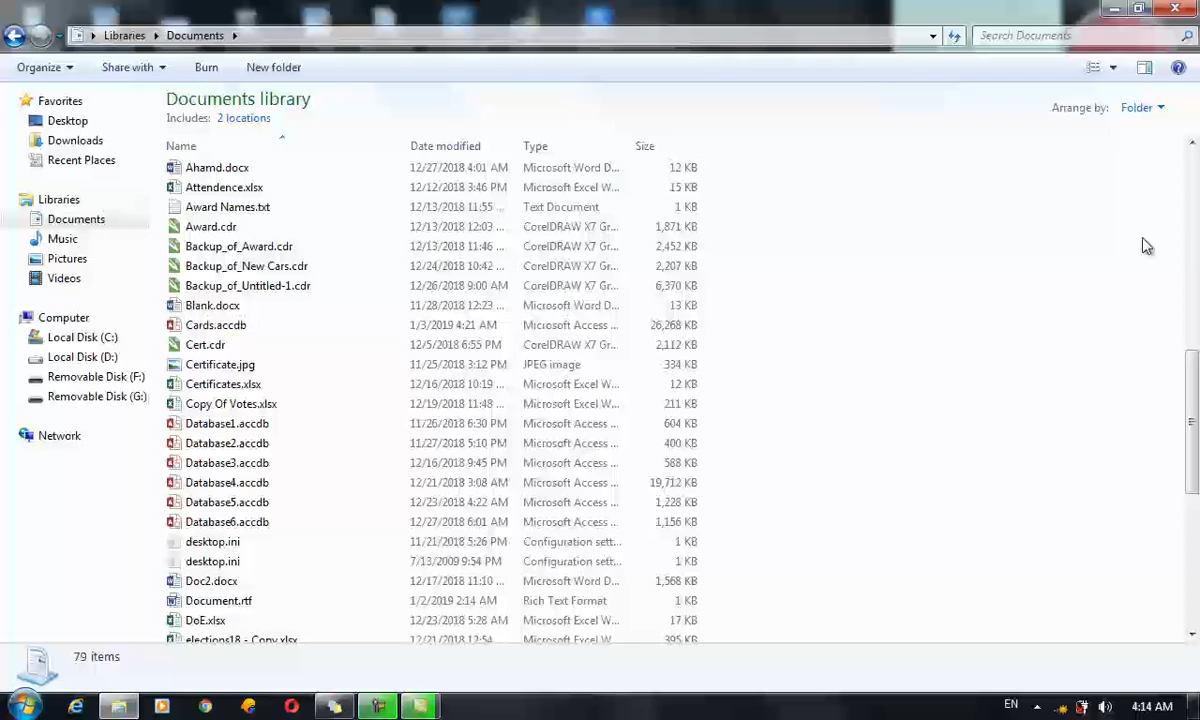 Libraries Documents
Search Documents
Organize Share with Burn New folder
Documents library
Includes: 2 locations
Arrange by: Folder
Favorites
Desktop
Downloads
Recent Places
Libraries
Documents
Music
Pictures
Videos
Computer
Local Disk (C:)
Local Disk (D:)
Removable Disk (F:)
Removable Disk (G:)
Network
Name Date modified Type Size
Ahamd.docx 12/27/2018 4:01 AM Microsoft Word D... 12 KB
Attendence.xlsx 12/12/2018 3:46 PM Microsoft Excel W... 15 KB
Award Names.txt 12/13/2018 11:55 ... Text Document 1 KB
Award.cdr 12/13/2018 12:03 ... CorelDRAW X7 Gr... 1,871 KB
Backup_of_Award.cdr 12/13/2018 11:46 ... CorelDRAW X7 Gr... 2,452 KB
Backup_of_New Cars.cdr 12/24/2018 10:42 ... CorelDRAW X7 Gr... 2,207 KB
Backup_of_Untitled-1.cdr 12/26/2018 9:00 AM CorelDRAW X7 Gr... 6,370 KB
Blank.docx 11/28/2018 12:23 ... Microsoft Word D... 13 KB
Cards.accdb 1/3/2019 4:21 AM Microsoft Access ... 26,268 KB
Cert.cdr 12/5/2018 6:55 PM CorelDRAW X7 Gr... 2,112 KB
Certificate.jpg 11/25/2018 3:12 PM JPEG image 334 KB
Certificates.xlsx 12/16/2018 10:19 ... Microsoft Excel W... 12 KB
Copy Of Votes.xlsx 12/19/2018 11:48 ... Microsoft Excel W... 211 KB
Database1.accdb 11/26/2018 6:30 PM Microsoft Access ... 604 KB
Database2.accdb 11/27/2018 5:10 PM Microsoft Access ... 400 KB
Database3.accdb 12/16/2018 9:45 PM Microsoft Access ... 588 KB
Database4.accdb 12/21/2018 3:08 AM Microsoft Access ... 19,712 KB
Database5.accdb 12/23/2018 4:22 AM Microsoft Access ... 1,228 KB
Database6.accdb 12/27/2018 6:01 AM Microsoft Access ... 1,156 KB
desktop.ini 11/21/2018 5:26 PM Configuration sett... 1 KB
desktop.ini 7/13/2009 9:54 PM Configuration sett... 1 KB
Doc2.docx 12/17/2018 11:10 ... Microsoft Word D... 1,568 KB
Document.rtf 1/2/2019 2:14 AM Rich Text Format 1 KB
DoE.xlsx 12/23/2018 5:28 AM Microsoft Excel W... 17 KB
elections18 - Copy.xlsx 12/21/2018 12:54 ... Microsoft Excel W... 395 KB
79 items
EN 4:14 AM